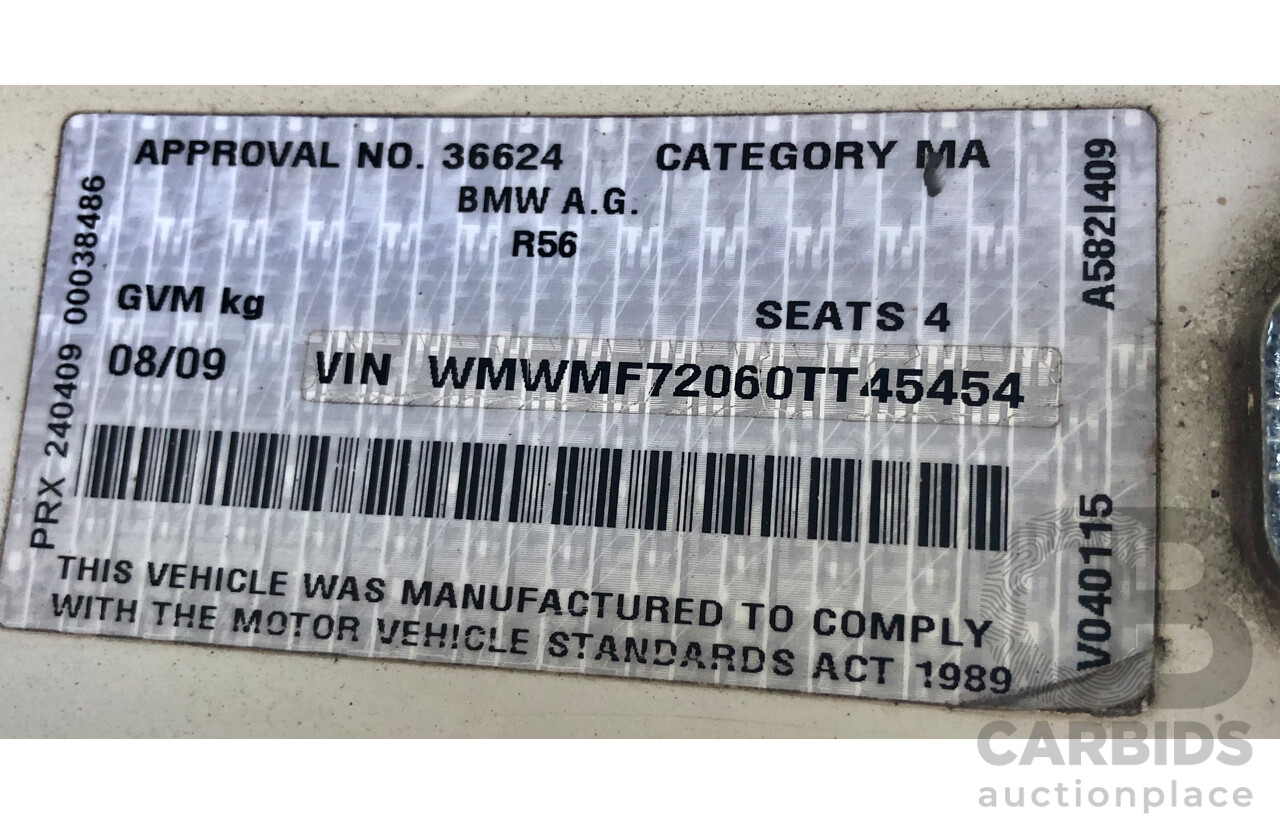 APPROVAL NO. 36624 CATEGORY MA
BMW A.G.
R56
GVM kg SEATS 4
08/09 VIN WMWMF72060TT45454
THIS VEHICLE WAS MANUFACTURED TO COMPLY
WITH THE MOTOR VEHICLE STANDARDS ACT 1989
PRX 240409 00038486
A582I409
V040115
CARBIDS
auctionplace